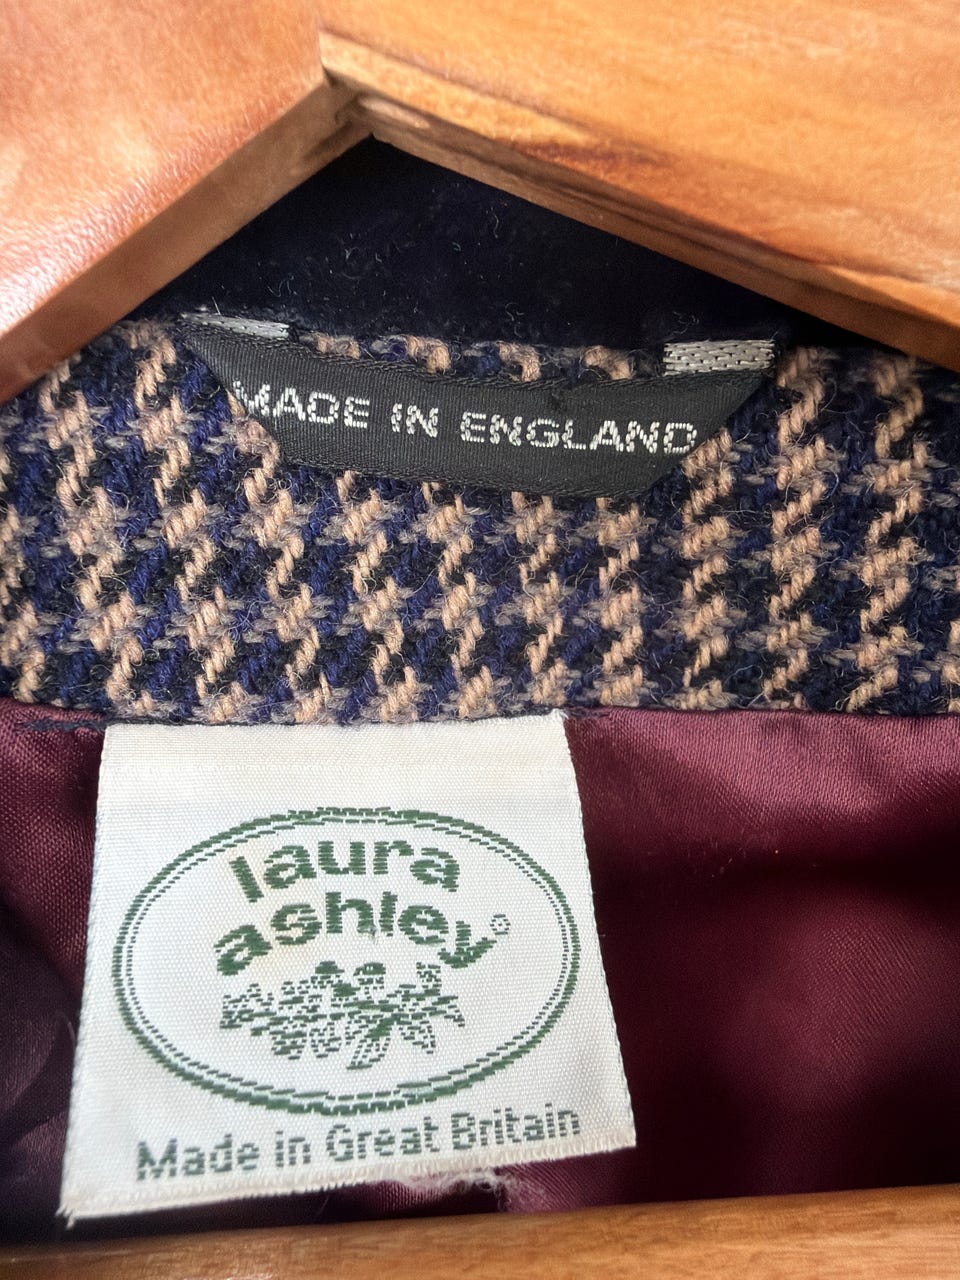 MADE IN ENGLAND
laura
ashley®
Made in Great Britain